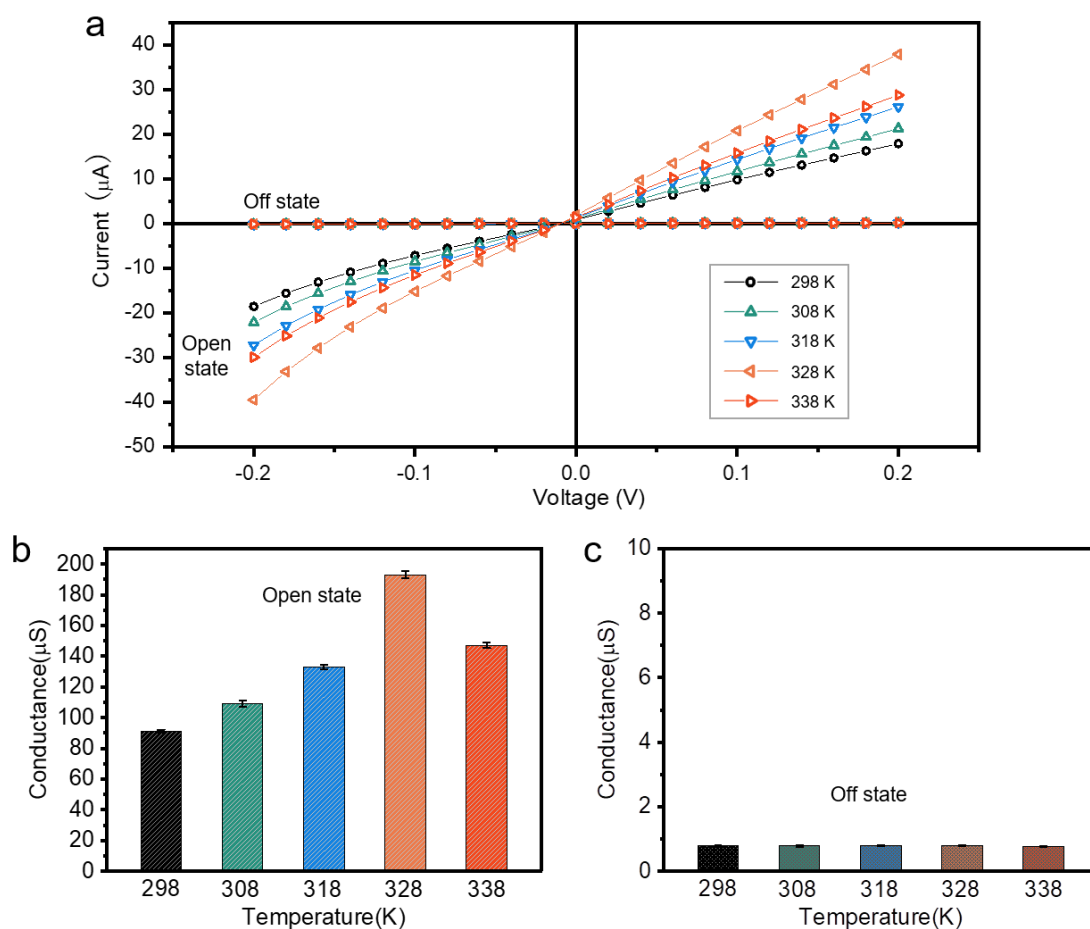 a
Current (μA)
40
30
20
10
0
-10
-20
-30
-40
-50
Off state
Open
state
298 K
308 K
318 K
328 K
338 K
-0.2
-0.1
0.0
0.1
0.2
Voltage (V)
b
Conductance(μS)
200
180
160
140
120
100
80
60
40
20
0
Open state
298
308
318
328
338
Temperature(K)
c
Conductance(μS)
10
8
6
4
2
0
Off state
298
308
318
328
338
Temperature(K)